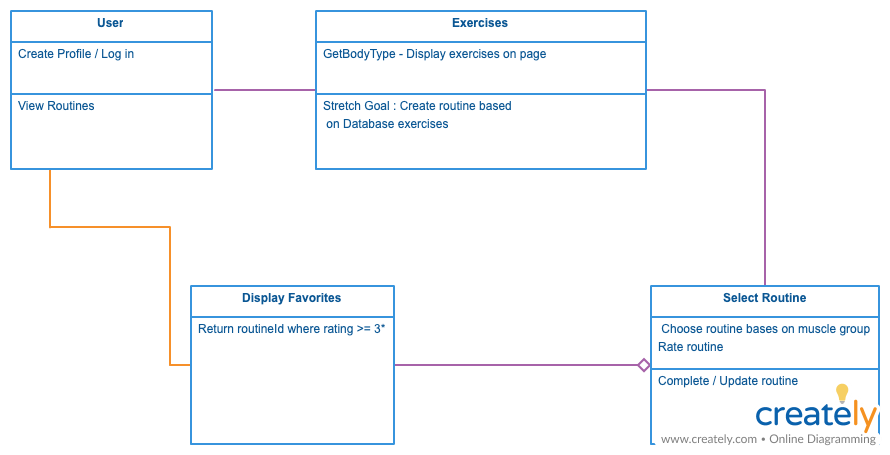 User
Create Profile / Log in
View Routines
Exercises
GetBodyType - Display exercises on page
Stretch Goal : Create routine based
on Database exercises
Display Favorites
Return routineId where rating >= 3*
Select Routine
Choose routine bases on muscle group
Rate routine
Complete / Update routine
creately
www.creately.com • Online Diagramming